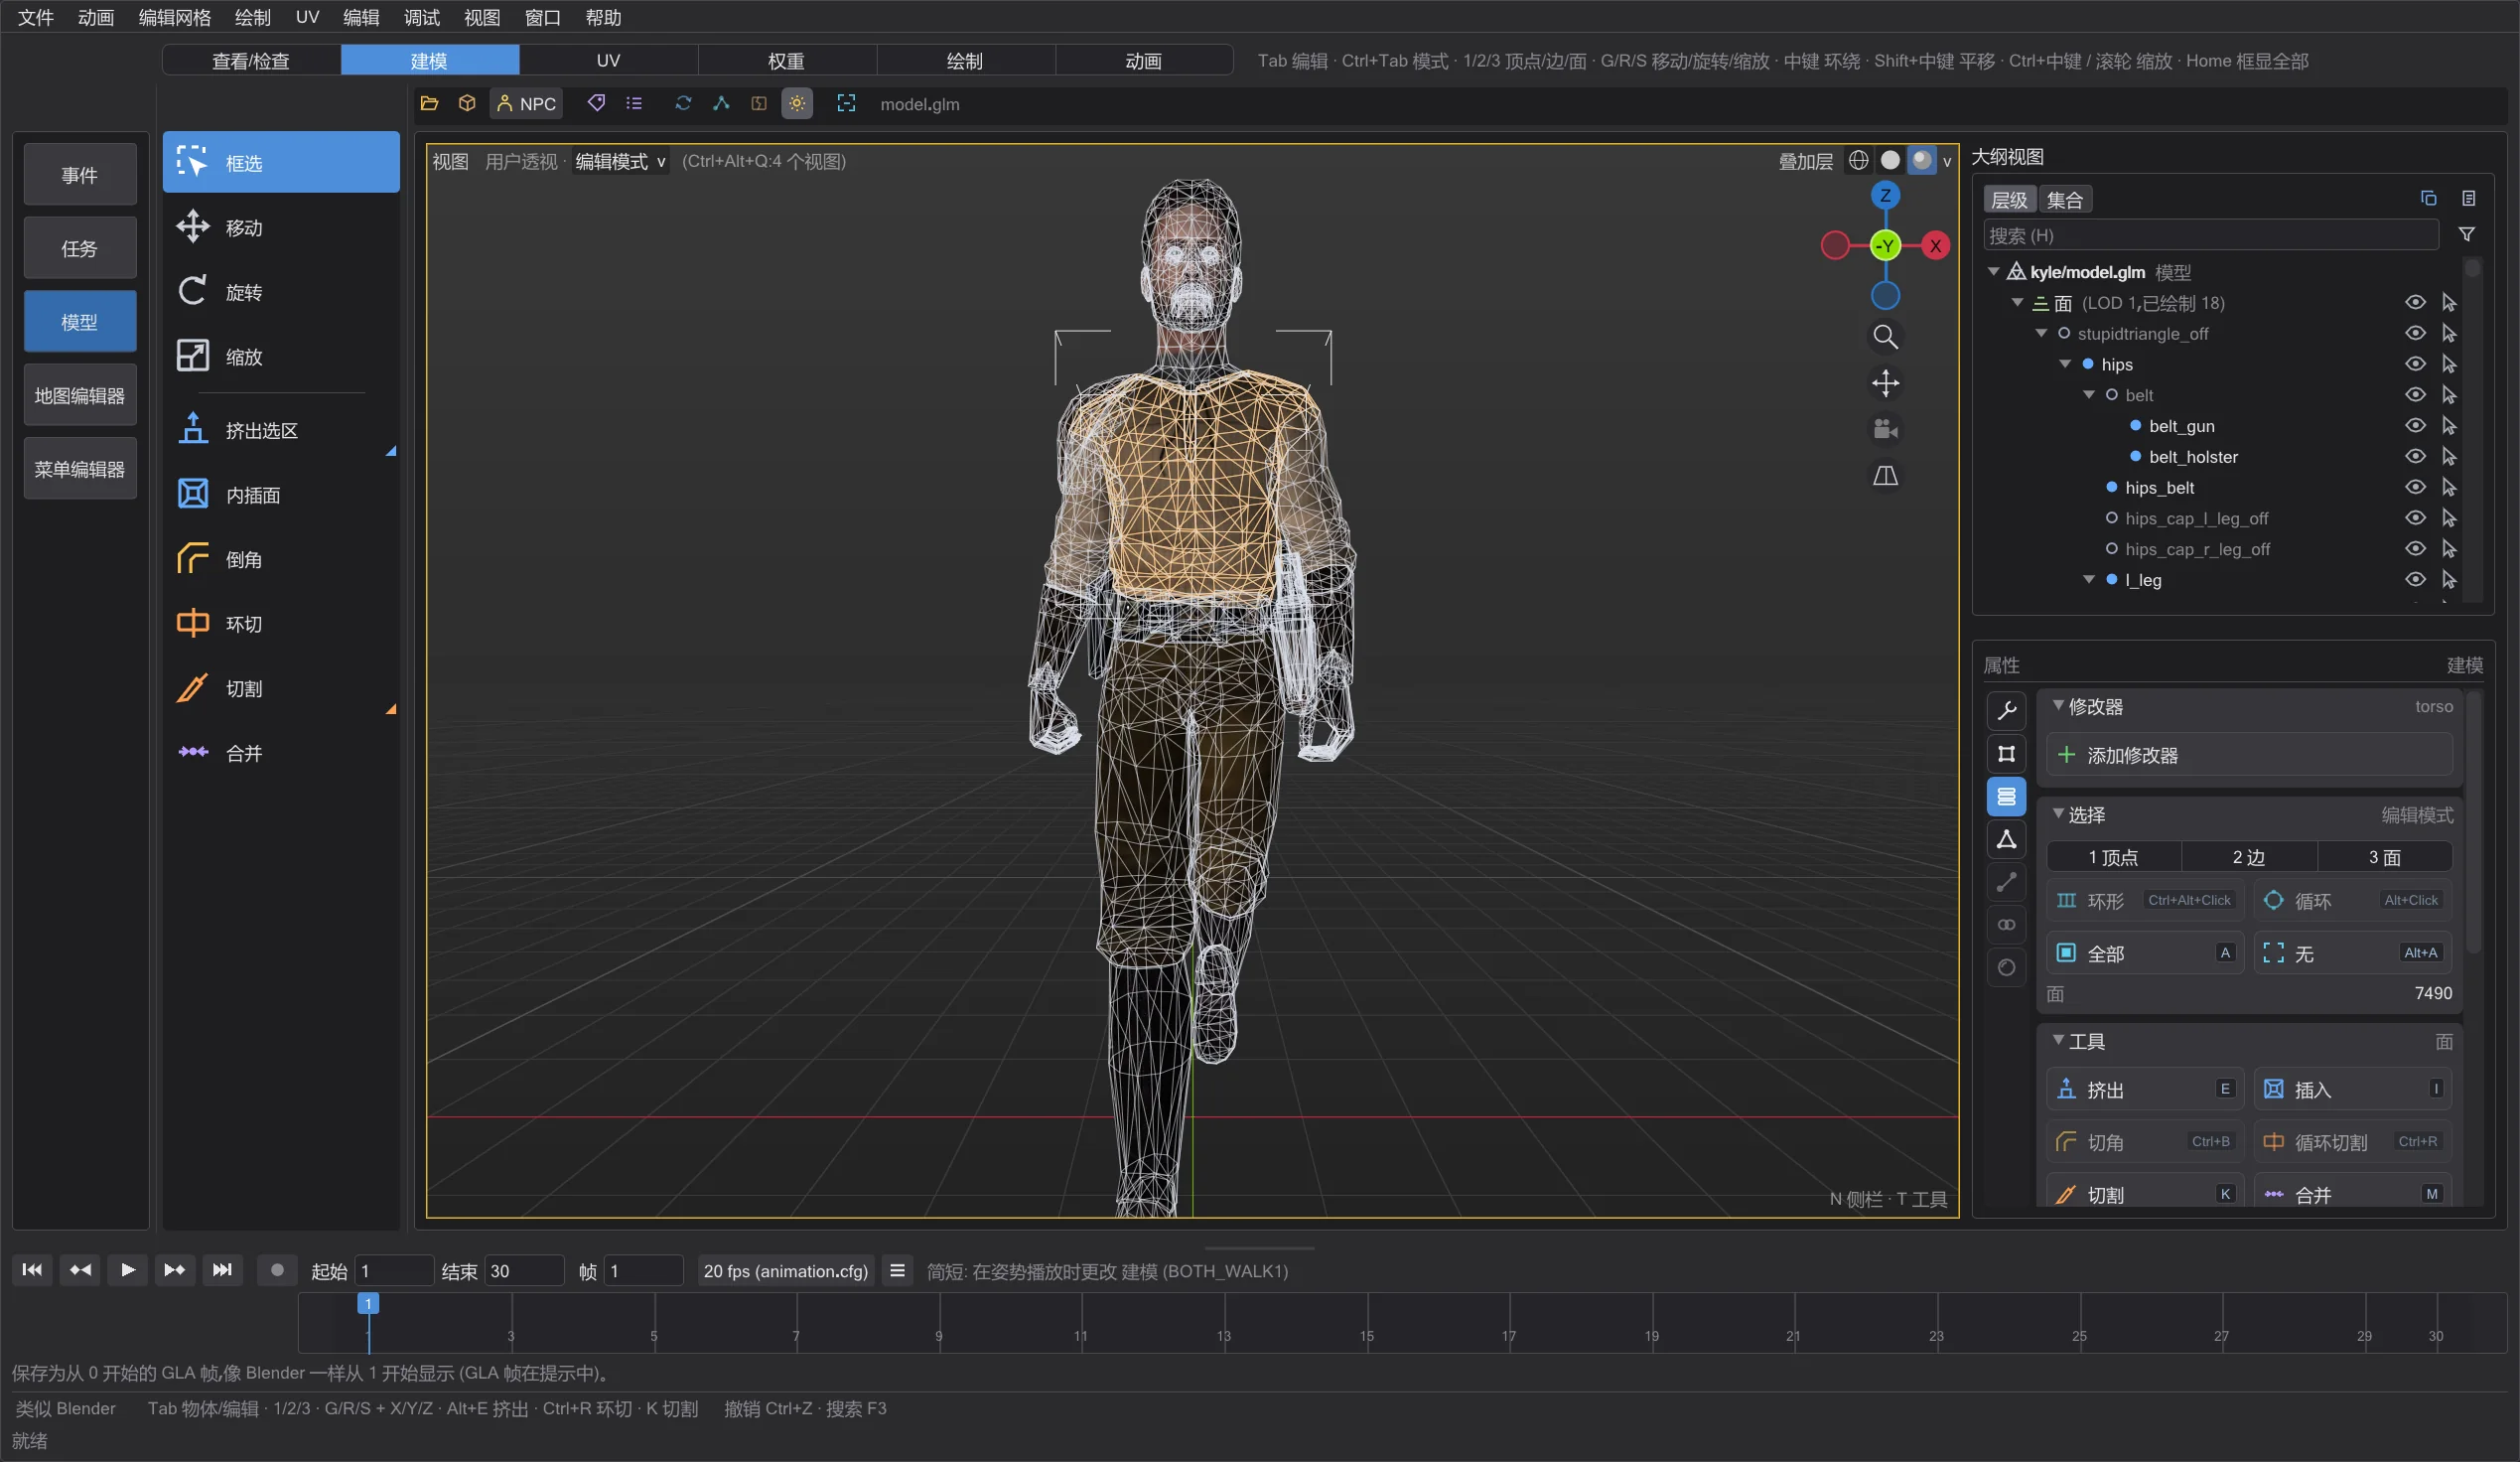 文件 动画 编辑网格 绘制 UV 编辑 调试 视图 窗口 帮助
查看/检查 建模 UV 权重 绘制 动画 Tab 编辑 · Ctrl+Tab 模式 · 1/2/3 顶点/边/面 · G/R/S 移动/旋转/缩放 · 中键 环绕 · Shift+中键 平移 · Ctrl+中键 / 滚轮 缩放 · Home 框显全部
NPC model.glm
事件
任务
模型
地图编辑器
菜单编辑器
框选
移动
旋转
缩放
挤出选区
内插面
倒角
环切
切割
合并
视图 用户透视 · 编辑模式 v (Ctrl+Alt+Q:4 个视图)
叠加层 v
Z
-Y X
N 侧栏 · T 工具
大纲视图
层级 集合
搜索 (H)
kyle/model.glm 模型
面 (LOD 1,已绘制 18)
stupidtriangle_off
hips
belt
belt_gun
belt_holster
hips_belt
hips_cap_l_leg_off
hips_cap_r_leg_off
l_leg
属性 建模
修改器 torso
添加修改器
选择 编辑模式
1 顶点 2 边 3 面
环形 Ctrl+Alt+Click 循环 Alt+Click
全部 A 无 Alt+A
面 7490
工具 面
挤出 E 插入 I
切角 Ctrl+B 循环切割 Ctrl+R
切割 K 合并 M
起始 1 结束 30 帧 1 20 fps (animation.cfg) 简短: 在姿势播放时更改 建模 (BOTH_WALK1)
1
1 3 5 7 9 11 13 15 17 19 21 23 25 27 29 30
保存为从 0 开始的 GLA 帧,像 Blender 一样从 1 开始显示 (GLA 帧在提示中)。
类似 Blender Tab 物体/编辑 · 1/2/3 · G/R/S + X/Y/Z · Alt+E 挤出 · Ctrl+R 环切 · K 切割 撤销 Ctrl+Z · 搜索 F3
就绪